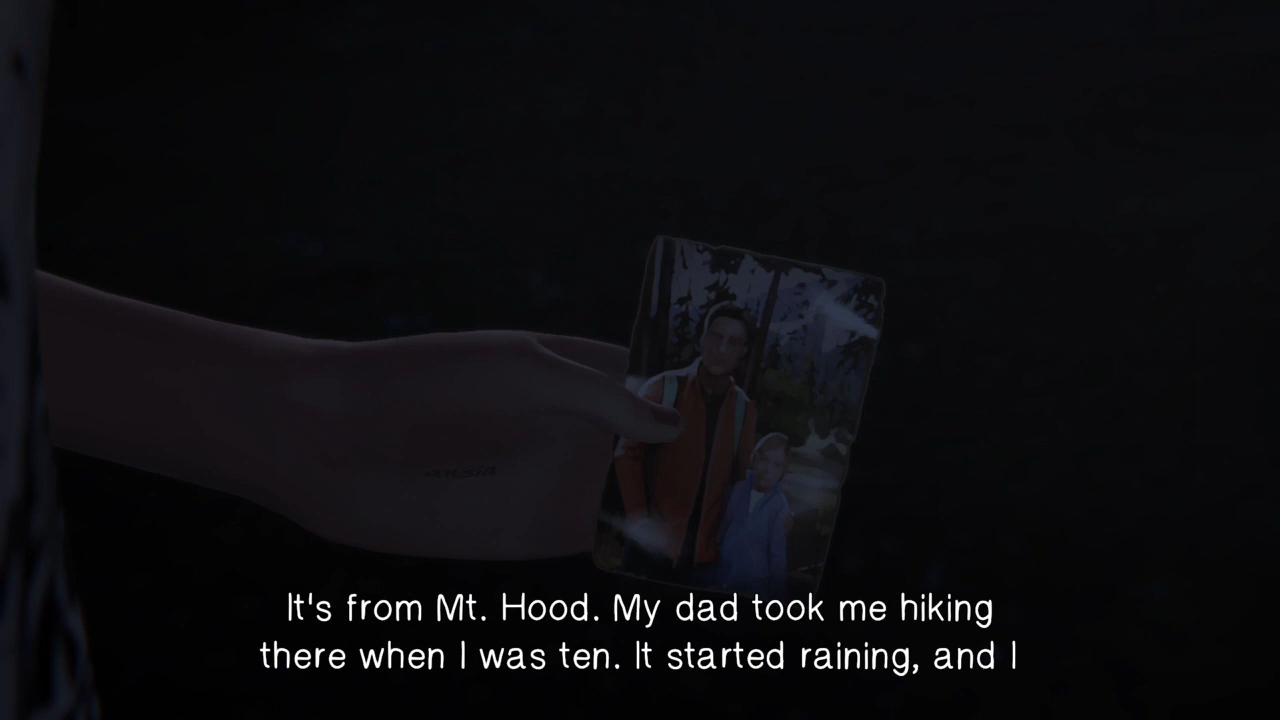 It's from Mt. Hood. My dad took me hiking
there when I was ten. It started raining, and I